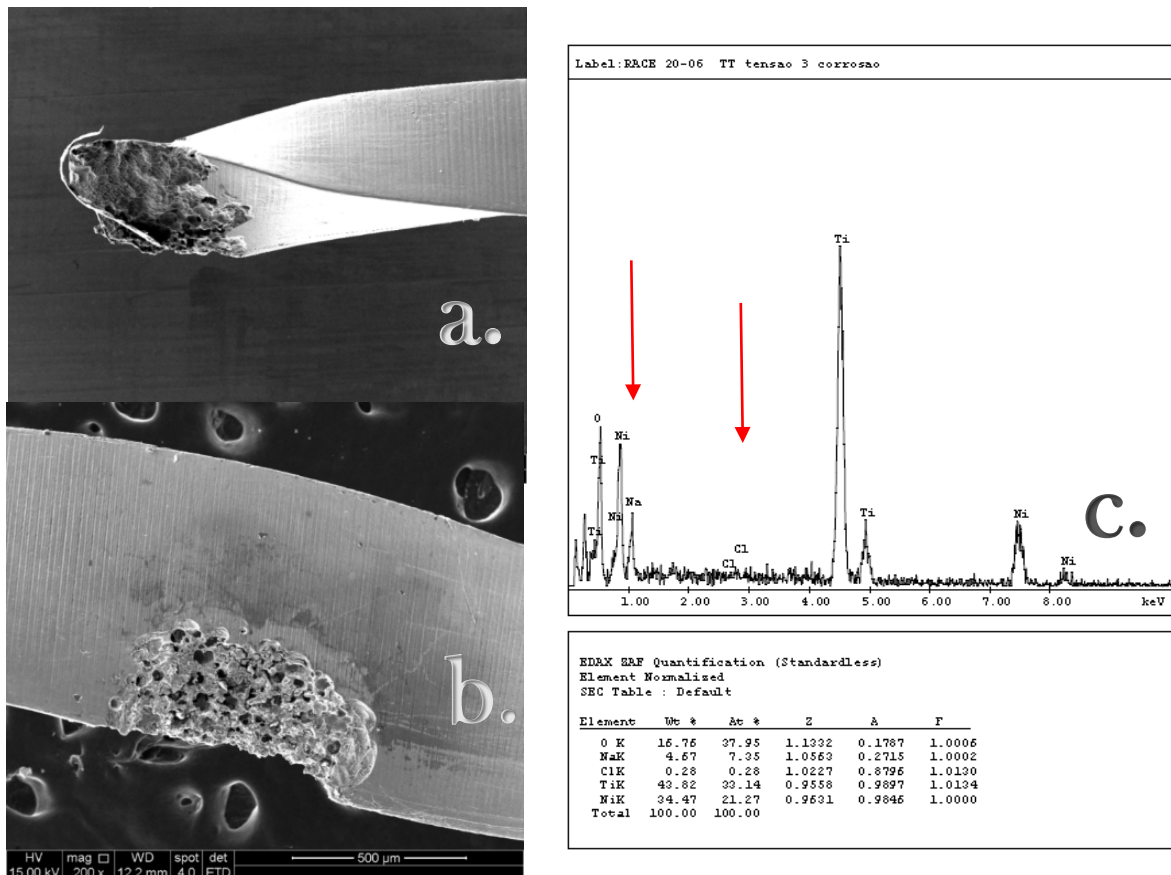 a.
b.
HV mag □ WD spot det
15.00 kV 200 x 12.2 mm 4.0 ETD
500 µm
Label:RACE 20-06 TT tensao 3 corrosao
Ti
O
Ni
Ti
Na
Ni
Ti
Cl
Cl
Ti
Ni
Ni
c.
1.00 2.00 3.00 4.00 5.00 6.00 7.00 8.00 keV
EDAX ZAF Quantification (Standardless)
Element Normalized
SEC Table : Default
Element Wt % At % Z A F
O K 16.76 37.95 1.1332 0.1787 1.0006
NaK 4.67 7.35 1.0563 0.2715 1.0002
ClK 0.28 0.28 1.0227 0.8796 1.0130
TiK 43.82 33.14 0.9558 0.9897 1.0134
NiK 34.47 21.27 0.9631 0.9846 1.0000
Total 100.00 100.00